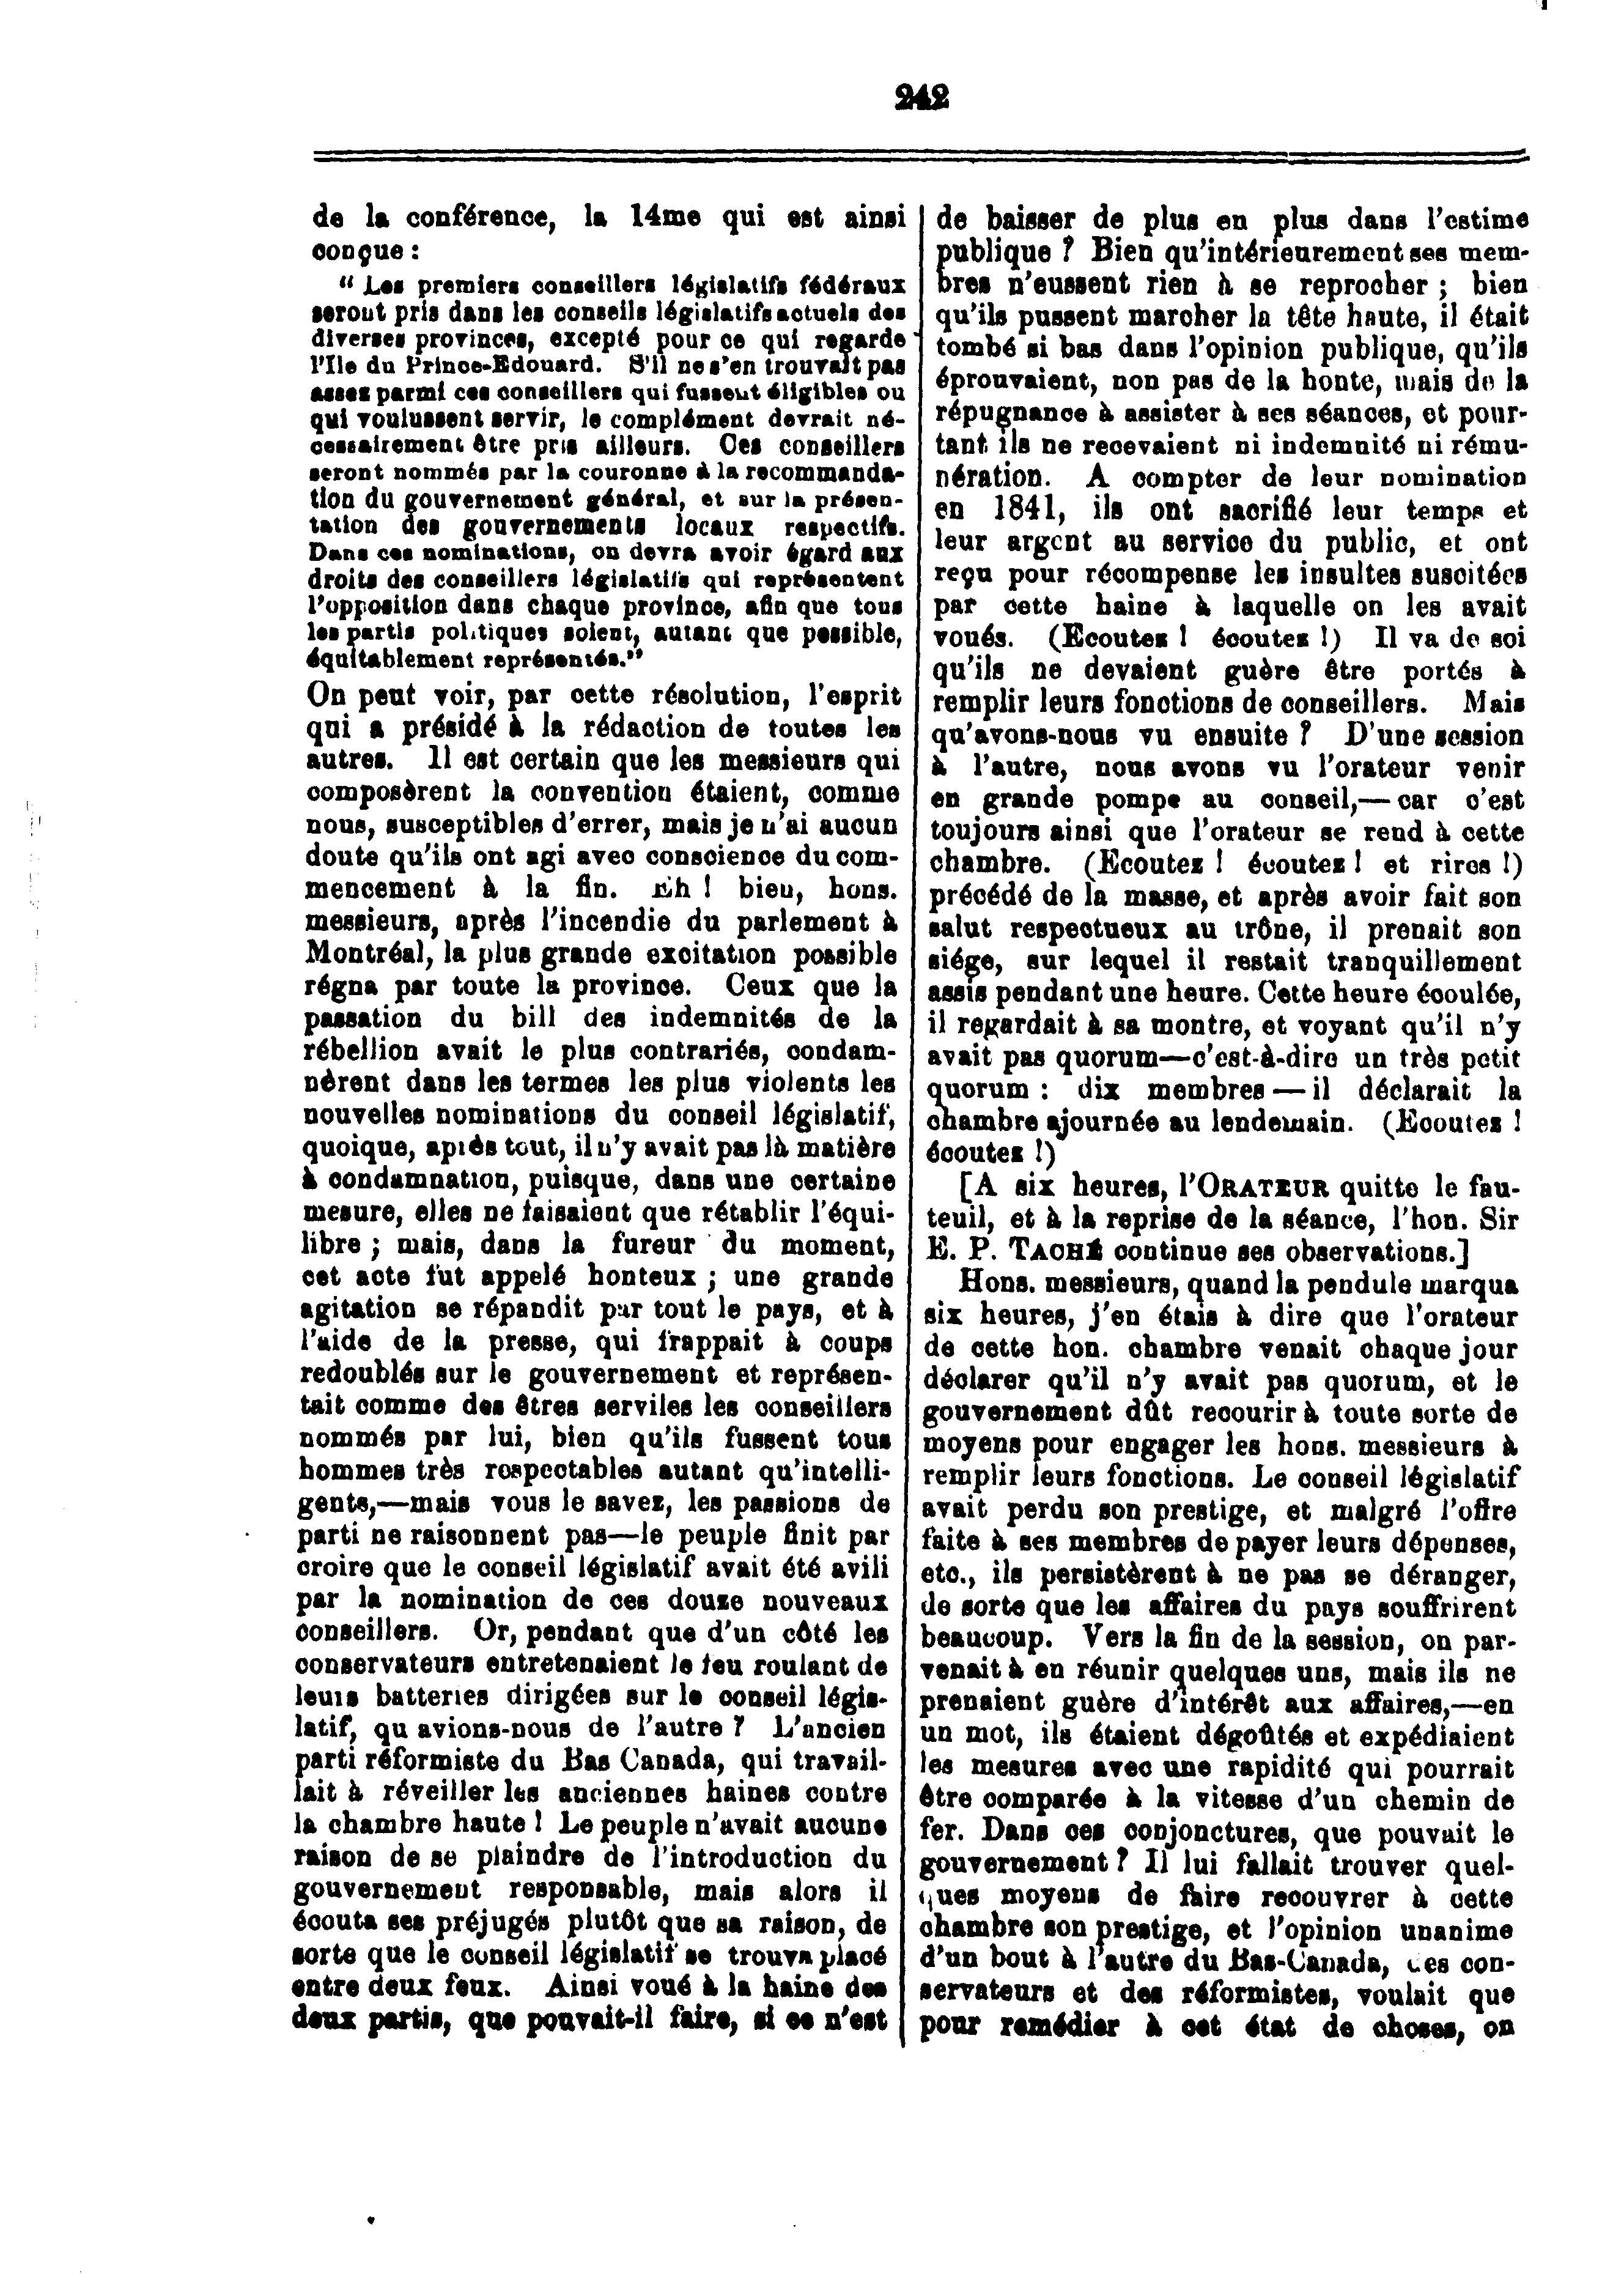 242
de la conférence, la 14me qui est ainsi
conçue :
“ Les premiers conseillers législatifs fédéraux
seront pris dans les conseils législatifs actuels des
diverses provinces, excepté pour ce qui regarde
l'Ile du Prince-Edouard. S'il ne s'en trouvait pas
assez parmi ces conseillers qui fussent éligibles ou
qui voulussent servir, le complément devrait né-
cessairement être pris ailleurs. Ces conseillers
seront nommés par la couronne à la recommanda-
tion du gouvernement général, et sur la présen-
tation des gouvernements locaux respectifs.
Dans ces nominations, on devra avoir égard aux
droits des conseillers législatifs qui représentent
l'opposition dans chaque province, afin que tous
les partis politiques soient, autant que possible,
équitablement représentés.”
On peut voir, par cette résolution, l'esprit
qui a présidé à la rédaction de toutes les
autres. Il est certain que les messieurs qui
composèrent la convention étaient, comme
nous, susceptibles d'errer, mais je n'ai aucun
doute qu'ils ont agi avec conscience du com-
mencement à la fin. Eh ! bien, hons.
messieurs, après l'incendie du parlement à
Montréal, la plus grande excitation possible
régna par toute la province. Ceux que la
passation du bill des indemnités de la
rébellion avait le plus contrariés, condam-
nèrent dans les termes les plus violents les
nouvelles nominations du conseil législatif,
quoique, après tout, il n'y avait pas là matière
à condamnation, puisque, dans une certaine
mesure, elles ne faisaient que rétablir l'équi-
libre ; mais, dans la fureur du moment,
cet acte fut appelé honteux ; une grande
agitation se répandit par tout le pays, et à
l'aide de la presse, qui frappait à coups
redoublés sur le gouvernement et représen-
tait comme des êtres serviles les conseillers
nommés par lui, bien qu'ils fussent tous
hommes très respectables autant qu'intelli-
gents,—mais vous le savez, les passions de
parti ne raisonnent pas—le peuple finit par
croire que le conseil législatif avait été avili
par la nomination de ces douze nouveaux
conseillers. Or, pendant que d'un côté les
conservateurs entretenaient le feu roulant de
leurs batteries dirigées sur le conseil légis-
latif, qu avions-nous de l'autre ? L'ancien
parti réformiste du Bas Canada, qui travail-
lait à réveiller les anciennes haines contre
la chambre haute ! Le peuple n'avait aucune
raison de se plaindre de l'introduction du
gouvernement responsable, mais alors il
écouta ses préjugés plutôt que sa raison, de
sorte que le conseil législatif se trouva placé
entre deux feux. Ainsi voué à la haine des
deux partis, que pouvait-il faire, si ce n'est
de baisser de plus en plus dans l'estime
publique ? Bien qu'intérieurement ses mem-
bres n'eussent rien à se reprocher ; bien
qu'ils pussent marcher la tête haute, il était
tombé si bas dans l'opinion publique, qu'ils
éprouvaient, non pas de la honte, mais de la
répugnance à assister à ses séances, et pour-
tant ils ne recevaient ni indemnité ni rému-
nération. A compter de leur nomination
en 1841, ils ont sacrifié leur temps et
leur argent au service du public, et ont
reçu pour récompense les insultes suscitées
par cette haine à laquelle on les avait
voués. (Ecoutez ! écoutez !) Il va de soi
qu'ils ne devaient guère être portés à
remplir leurs fonctions de conseillers. Mais
qu'avons-nous vu ensuite ? D'une session
à l'autre, nous avons vu l'orateur venir
en grande pompe au conseil,—car c'est
toujours ainsi que l'orateur se rend à cette
chambre. (Ecoutez ! écoutez ! et rires !)
précédé de la masse, et après avoir fait son
salut respectueux au trône, il prenait son
siége, sur lequel il restait tranquillement
assis pendant une heure. Cette heure écoulée,
il regardait à sa montre, et voyant qu'il n'y
avait pas quorum—c'est-à-dire un très petit
quorum : dix membres — il déclarait la
chambre ajournée au lendemain. (Ecoutez !
écoutez !)
[A six heures, l'ORATEUR quitte le fau-
teuil, et à la reprise de la séance, l'hon. Sir
E. P. TACHÉ continue ses observations.]
Hons. messieurs, quand la pendule marqua
six heures, j'en étais à dire que l'orateur
de cette hon. chambre venait chaque jour
déclarer qu'il n'y avait pas quorum, et le
gouvernement dût recourir à toute sorte de
moyens pour engager les hons. messieurs à
remplir leurs fonctions. Le conseil législatif
avait perdu son prestige, et malgré l'offre
faite à ses membres de payer leurs dépenses,
etc., ils persistèrent à ne pas se déranger,
de sorte que les affaires du pays souffrirent
beaucoup. Vers la fin de la session, on par-
venait à en réunir quelques uns, mais ils ne
prenaient guère d'intérêt aux affaires,—en
un mot, ils étaient dégoûtés et expédiaient
les mesures avec une rapidité qui pourrait
être comparée à la vitesse d'un chemin de
fer. Dans ces conjonctures, que pouvait le
gouvernement ? Il lui fallait trouver quel-
ques moyens de faire recouvrer à cette
chambre son prestige, et l'opinion unanime
d'un bout à l'autre du Bas-Canada, des con-
servateurs et des réformistes, voulait que
pour remédier à cet état de choses, on